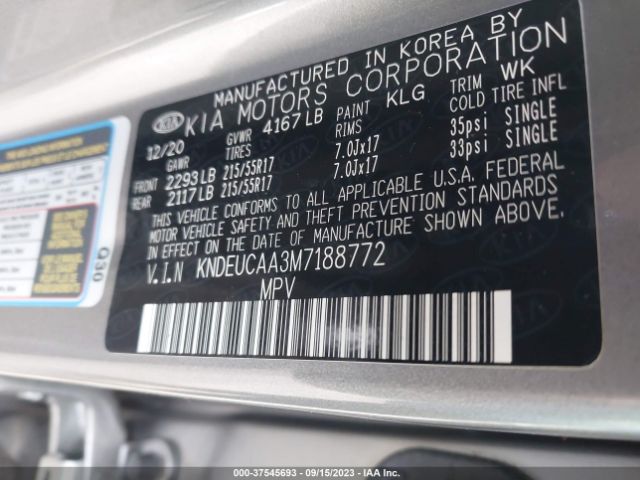 MANUFACTURED IN KOREA BY
KIA KIA MOTORS CORPORATION
12/20 GVWR 4167 LB PAINT KLG TRIM WK
GAWR TIRES RIMS COLD TIRE INFL
FRONT 2293 LB 215/55R17 7.0Jx17 35psi SINGLE
REAR 2117 LB 215/55R17 7.0Jx17 33psi SINGLE
THIS VEHICLE CONFORMS TO ALL APPLICABLE U.S.A. FEDERAL
MOTOR VEHICLE SAFETY AND THEFT PREVENTION STANDARDS
IN EFFECT ON THE DATE OF MANUFACTURE SHOWN ABOVE.
V.I.N KNDEUCAA3M7188772
MPV
Q30
000-37545693 - 09/15/2023 - IAA Inc.